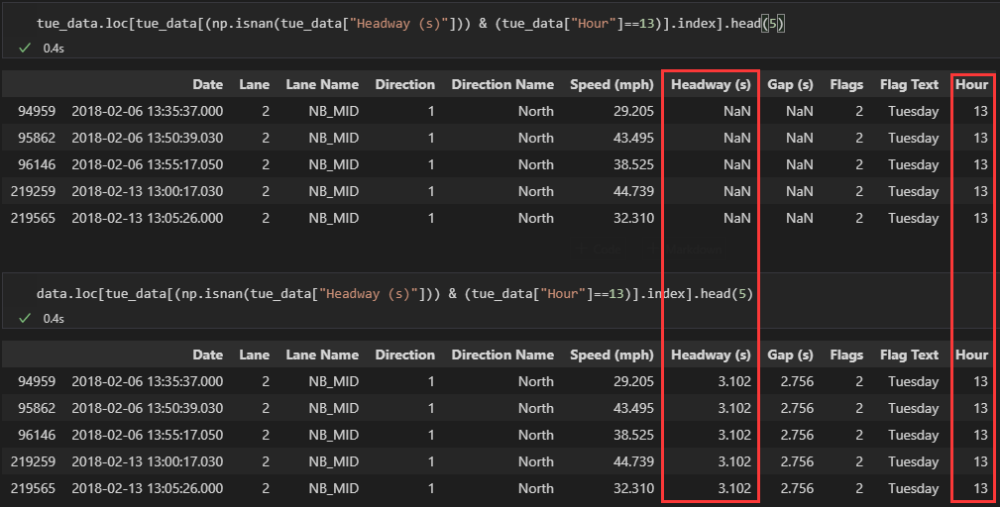 tue_data.loc[tue_data[(np.isnan(tue_data["Headway (s)"])) & (tue_data["Hour"]==13)].index].head(5)
0.4s
Date Lane Lane Name Direction Direction Name Speed (mph) Headway (s) Gap (s) Flags Flag Text Hour
94959 2018-02-06 13:35:37.000 2 NB_MID 1 North 29.205 NaN NaN 2 Tuesday 13
95862 2018-02-06 13:50:39.030 2 NB_MID 1 North 43.495 NaN NaN 2 Tuesday 13
96146 2018-02-06 13:55:17.050 2 NB_MID 1 North 38.525 NaN NaN 2 Tuesday 13
219259 2018-02-13 13:00:17.030 2 NB_MID 1 North 44.739 NaN NaN 2 Tuesday 13
219565 2018-02-13 13:05:26.000 2 NB_MID 1 North 32.310 NaN NaN 2 Tuesday 13
data.loc[tue_data[(np.isnan(tue_data["Headway (s)"])) & (tue_data["Hour"]==13)].index].head(5)
0.4s
Date Lane Lane Name Direction Direction Name Speed (mph) Headway (s) Gap (s) Flags Flag Text Hour
94959 2018-02-06 13:35:37.000 2 NB_MID 1 North 29.205 3.102 2.756 2 Tuesday 13
95862 2018-02-06 13:50:39.030 2 NB_MID 1 North 43.495 3.102 2.756 2 Tuesday 13
96146 2018-02-06 13:55:17.050 2 NB_MID 1 North 38.525 3.102 2.756 2 Tuesday 13
219259 2018-02-13 13:00:17.030 2 NB_MID 1 North 44.739 3.102 2.756 2 Tuesday 13
219565 2018-02-13 13:05:26.000 2 NB_MID 1 North 32.310 3.102 2.756 2 Tuesday 13